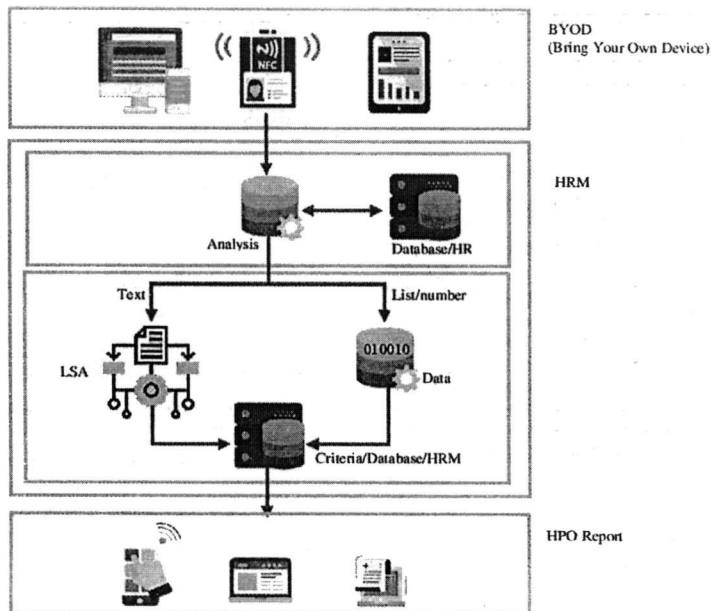 BYOD
(Bring Your Own Device)
NFC
HRM
Analysis
Database/HR
Text
List/number
LSA
010010
Data
Criteria/Database/HRM
HPO Report